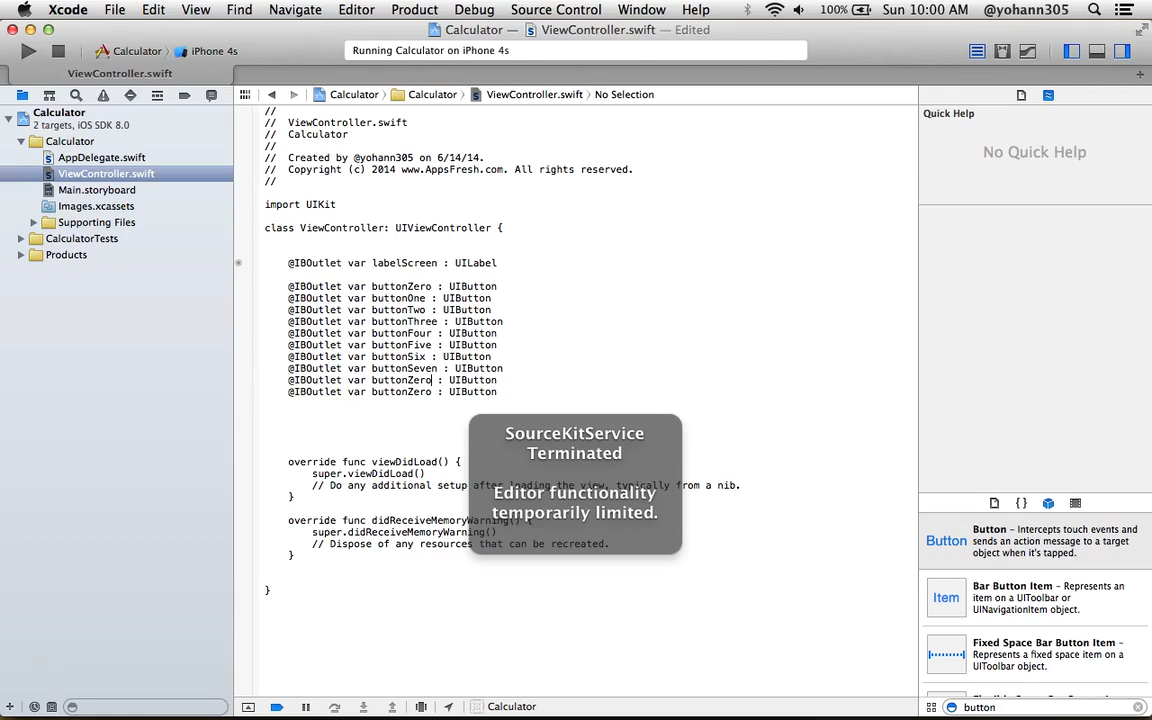 Xcode File Edit View Find Navigate Editor Product Debug Source Control Window Help 100% Sun 10:00 AM @yohann305
Calculator — ViewController.swift — Edited
Calculator iPhone 4s Running Calculator on iPhone 4s
ViewController.swift
Calculator
2 targets, iOS SDK 8.0
Calculator
AppDelegate.swift
ViewController.swift
Main.storyboard
Images.xcassets
Supporting Files
CalculatorTests
Products
Calculator Calculator ViewController.swift No Selection
//
// ViewController.swift
// Calculator
//
// Created by @yohann305 on 6/14/14.
// Copyright (c) 2014 www.AppsFresh.com. All rights reserved.
//
import UIKit
class ViewController: UIViewController {
@IBOutlet var labelScreen : UILabel
@IBOutlet var buttonZero : UIButton
@IBOutlet var buttonOne : UIButton
@IBOutlet var buttonTwo : UIButton
@IBOutlet var buttonThree : UIButton
@IBOutlet var buttonFour : UIButton
@IBOutlet var buttonFive : UIButton
@IBOutlet var buttonSix : UIButton
@IBOutlet var buttonSeven : UIButton
@IBOutlet var buttonZero : UIButton
@IBOutlet var buttonZero : UIButton
override func viewDidLoad() {
super.viewDidLoad()
// Do any additional setup after loading the view, typically from a nib.
}
override func didReceiveMemoryWarning() {
super.didReceiveMemoryWarning()
// Dispose of any resources that can be recreated.
}
}
SourceKitService
Terminated
Editor functionality
temporarily limited.
Calculator
Quick Help
No Quick Help
Button
Button – Intercepts touch events and
sends an action message to a target
object when it's tapped.
Item
Bar Button Item – Represents an
item on a UIToolbar or
UINavigationItem object.
Fixed Space Bar Button Item –
Represents a fixed space item on a
UIToolbar object.
button